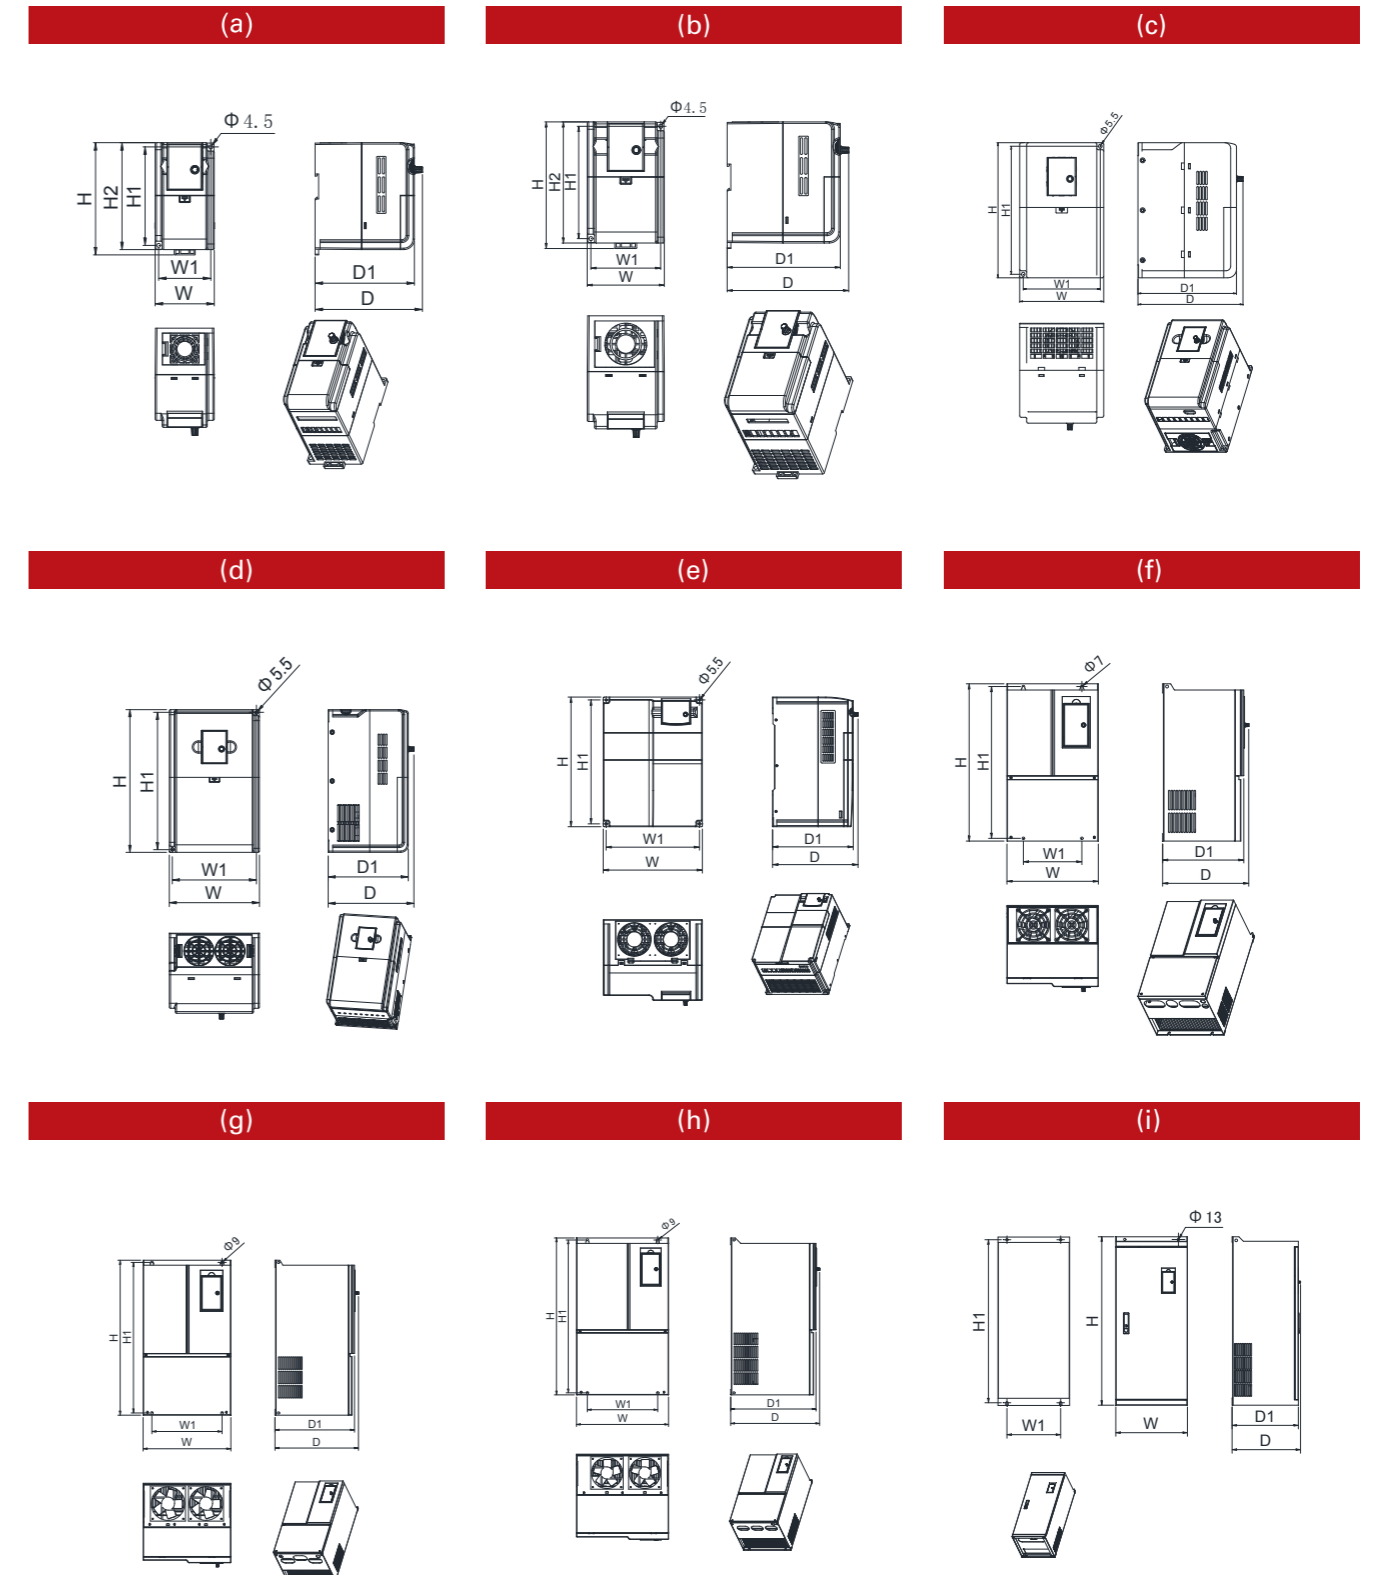 (a)
Φ4.5
H
H2
H1
W1
W
D1
D
(b)
Φ4.5
H
H2
H1
W1
W
D1
D
(c)
Φ5.5
H
H1
W1
W
D1
D
(d)
Φ5.5
H
H1
W1
W
D1
D
(e)
Φ5.5
H
H1
W1
W
D1
D
(f)
Φ7
H
H1
W1
W
D1
D
(g)
Φ9
H
H1
W1
W
D1
D
(h)
Φ9
H
H1
W1
W
D1
D
(i)
Φ13
H1
H
W1
W
D1
D